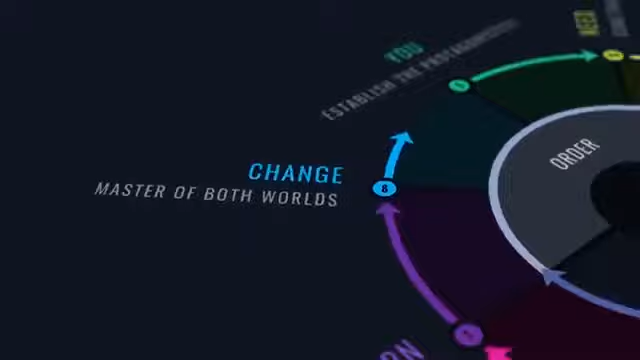 YOU
ESTABLISH THE PROTAGONIST
CHANGE
MASTER OF BOTH WORLDS
8
ORDER